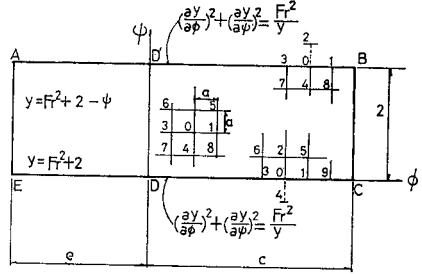 ψ (∂y/∂φ)²+(∂y/∂ψ)²=Fr²/y
A D' B
2
3 0 1
7 4 8
a
y=Fr²+2-ψ
6 5
3 0 1 a
7 4 8
2
6 2 5
3 0 1 9
4
y=Fr²+2
E D C φ
(∂y/∂φ)²+(∂y/∂ψ)²=Fr²/y
e c